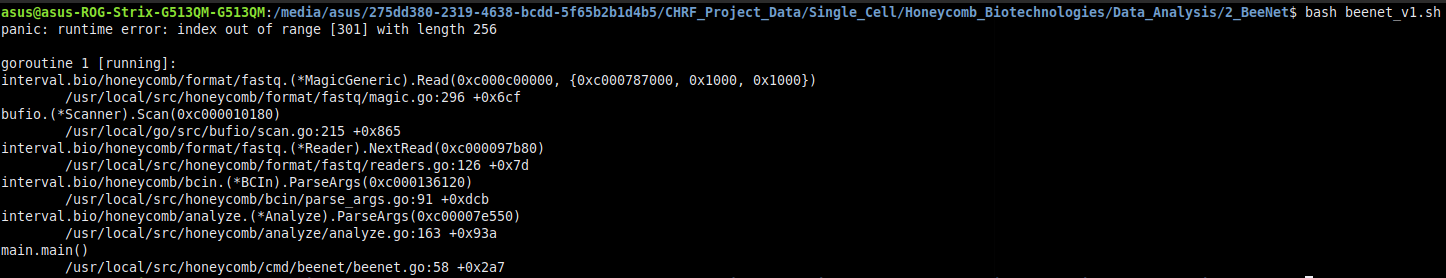 asus@asus-ROG-Strix-G513QM-G513QM:/media/asus/275dd380-2319-4638-bcdd-5f65b2b1d4b5/CHRF_Project_Data/Single_Cell/Honeycomb_Biotechnologies/Data_Analysis/2_BeeNet$ bash beenet_v1.sh
panic: runtime error: index out of range [301] with length 256
goroutine 1 [running]:
interval.bio/honeycomb/format/fastq.(*MagicGeneric).Read(0xc000c00000, {0xc000787000, 0x1000, 0x1000})
/usr/local/src/honeycomb/format/fastq/magic.go:296 +0x6cf
bufio.(*Scanner).Scan(0xc000010180)
/usr/local/go/src/bufio/scan.go:215 +0x865
interval.bio/honeycomb/format/fastq.(*Reader).NextRead(0xc000097b80)
/usr/local/src/honeycomb/format/fastq/readers.go:126 +0x7d
interval.bio/honeycomb/bcin.(*BCIn).ParseArgs(0xc000136120)
/usr/local/src/honeycomb/bcin/parse_args.go:91 +0xdcb
interval.bio/honeycomb/analyze.(*Analyze).ParseArgs(0xc00007e550)
/usr/local/src/honeycomb/analyze/analyze.go:163 +0x93a
main.main()
/usr/local/src/honeycomb/cmd/beenet/beenet.go:58 +0x2a7